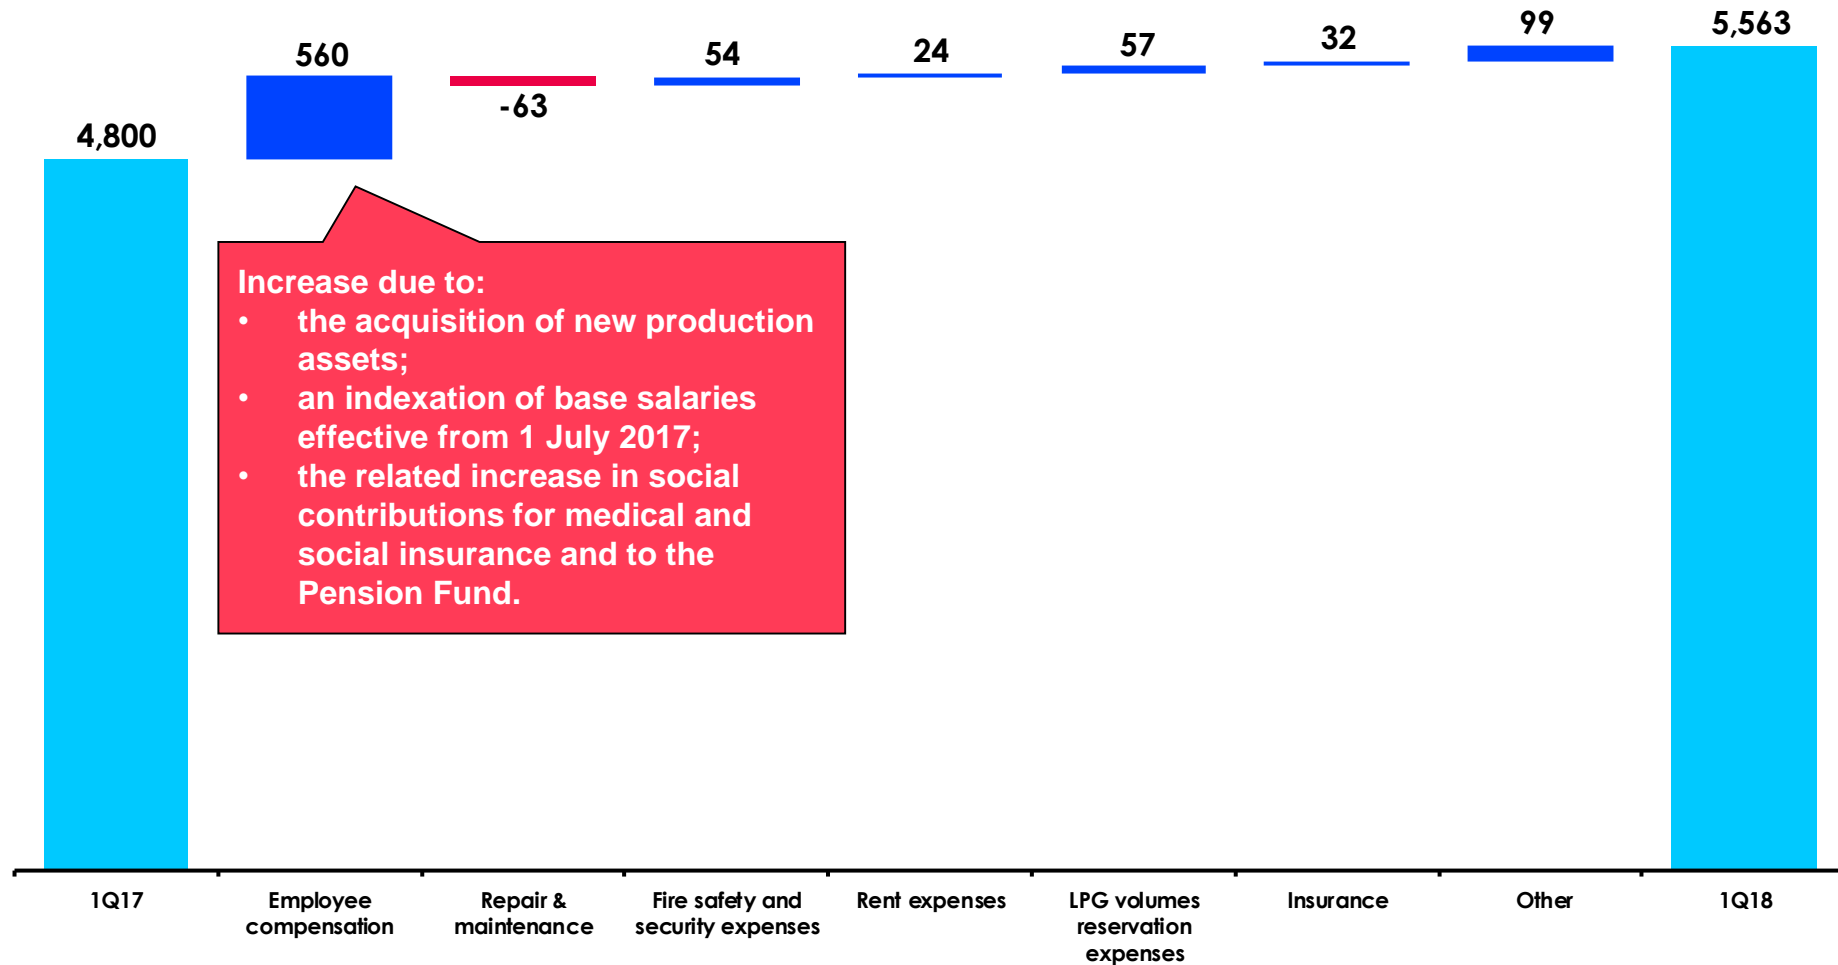 4,800
560
-63
54
24
57
32
99
5,563
Increase due to:
• the acquisition of new production
assets;
• an indexation of base salaries
effective from 1 July 2017;
• the related increase in social
contributions for medical and
social insurance and to the
Pension Fund.
1Q17
Employee
compensation
Repair &
maintenance
Fire safety and
security expenses
Rent expenses
LPG volumes
reservation
expenses
Insurance
Other
1Q18